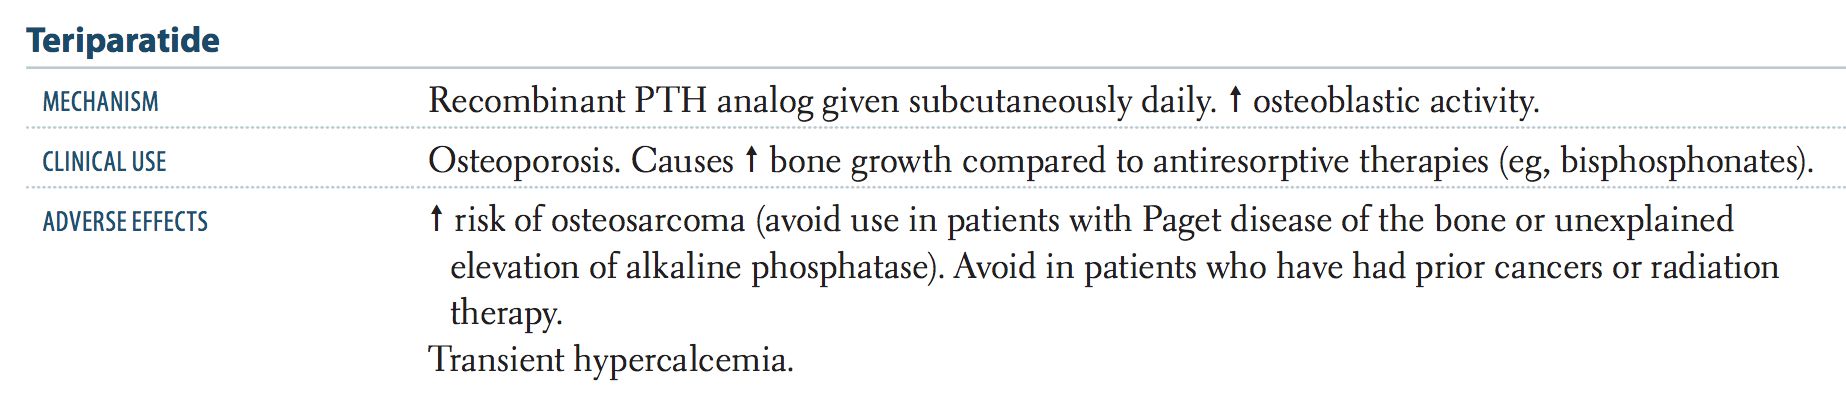 Teriparatide
MECHANISM Recombinant PTH analog given subcutaneously daily. ↑ osteoblastic activity.
CLINICAL USE Osteoporosis. Causes ↑ bone growth compared to antiresorptive therapies (eg, bisphosphonates).
ADVERSE EFFECTS ↑ risk of osteosarcoma (avoid use in patients with Paget disease of the bone or unexplained
elevation of alkaline phosphatase). Avoid in patients who have had prior cancers or radiation
therapy.
Transient hypercalcemia.